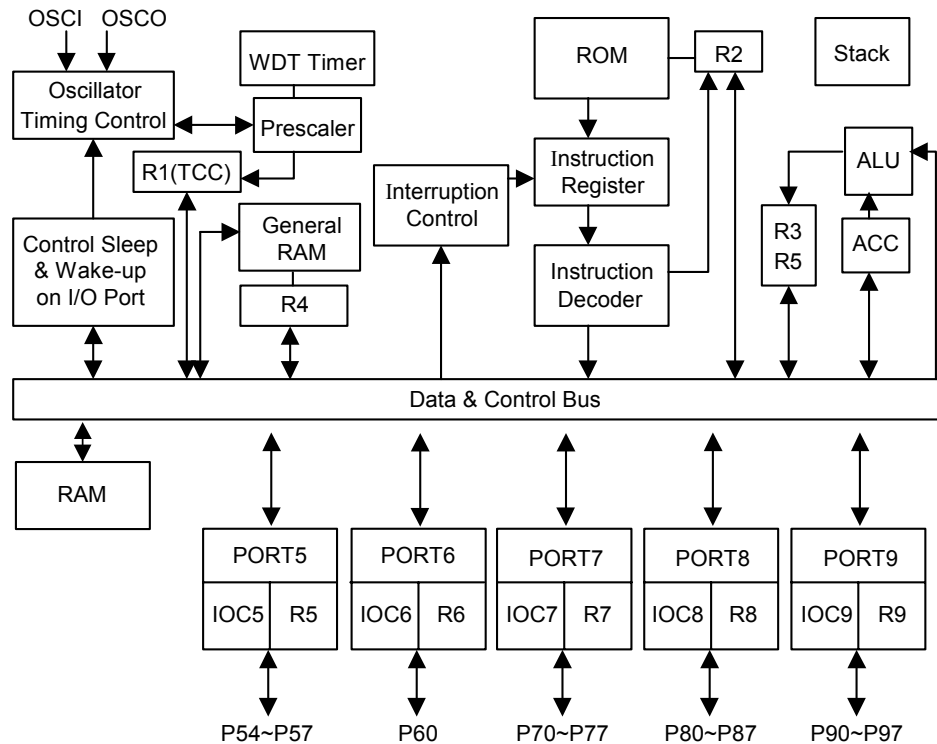 OSCI OSCO
WDT Timer
ROM
R2
Stack
Oscillator
Timing Control
Prescaler
R1(TCC)
Interruption
Control
Instruction
Register
ALU
General
RAM
R3
R5
ACC
Control Sleep
& Wake-up
on I/O Port
R4
Instruction
Decoder
Data & Control Bus
RAM
PORT5 PORT6 PORT7 PORT8 PORT9
IOC5 R5 IOC6 R6 IOC7 R7 IOC8 R8 IOC9 R9
P54~P57 P60 P70~P77 P80~P87 P90~P97